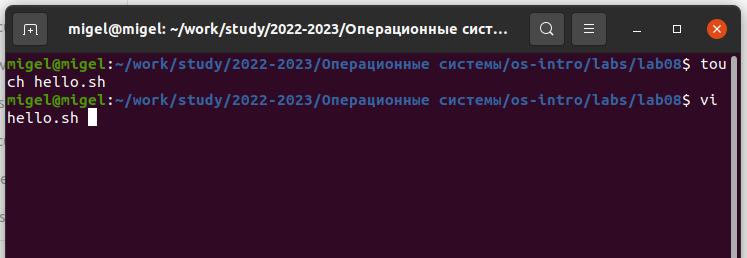 migel@migel: ~/work/study/2022-2023/Операционные сист...
migel@migel:~/work/study/2022-2023/Операционные системы/os-intro/labs/lab08$ tou
ch hello.sh
migel@migel:~/work/study/2022-2023/Операционные системы/os-intro/labs/lab08$ vi
hello.sh